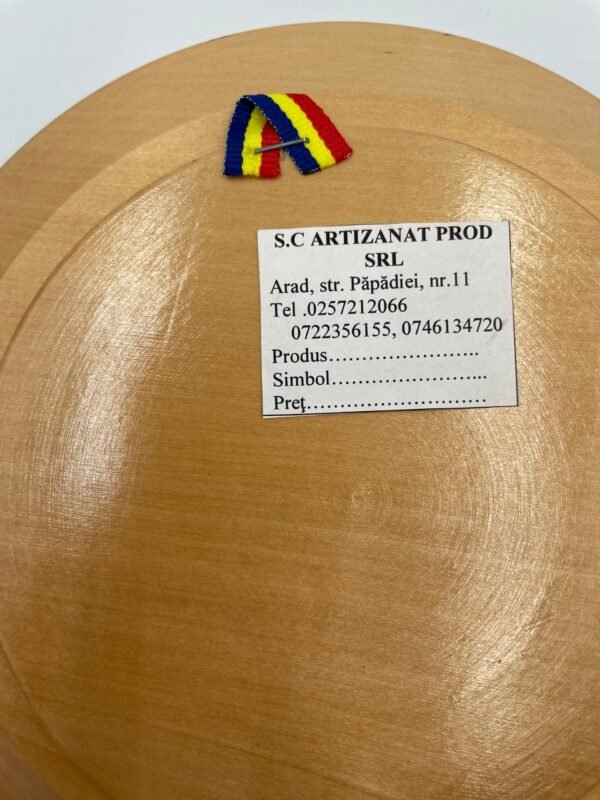 S.C ARTIZANAT PROD
SRL
Arad, str. Păpădiei, nr.11
Tel .0257212066
0722356155, 0746134720
Produs.......................
Simbol.......................
Preţ...........................